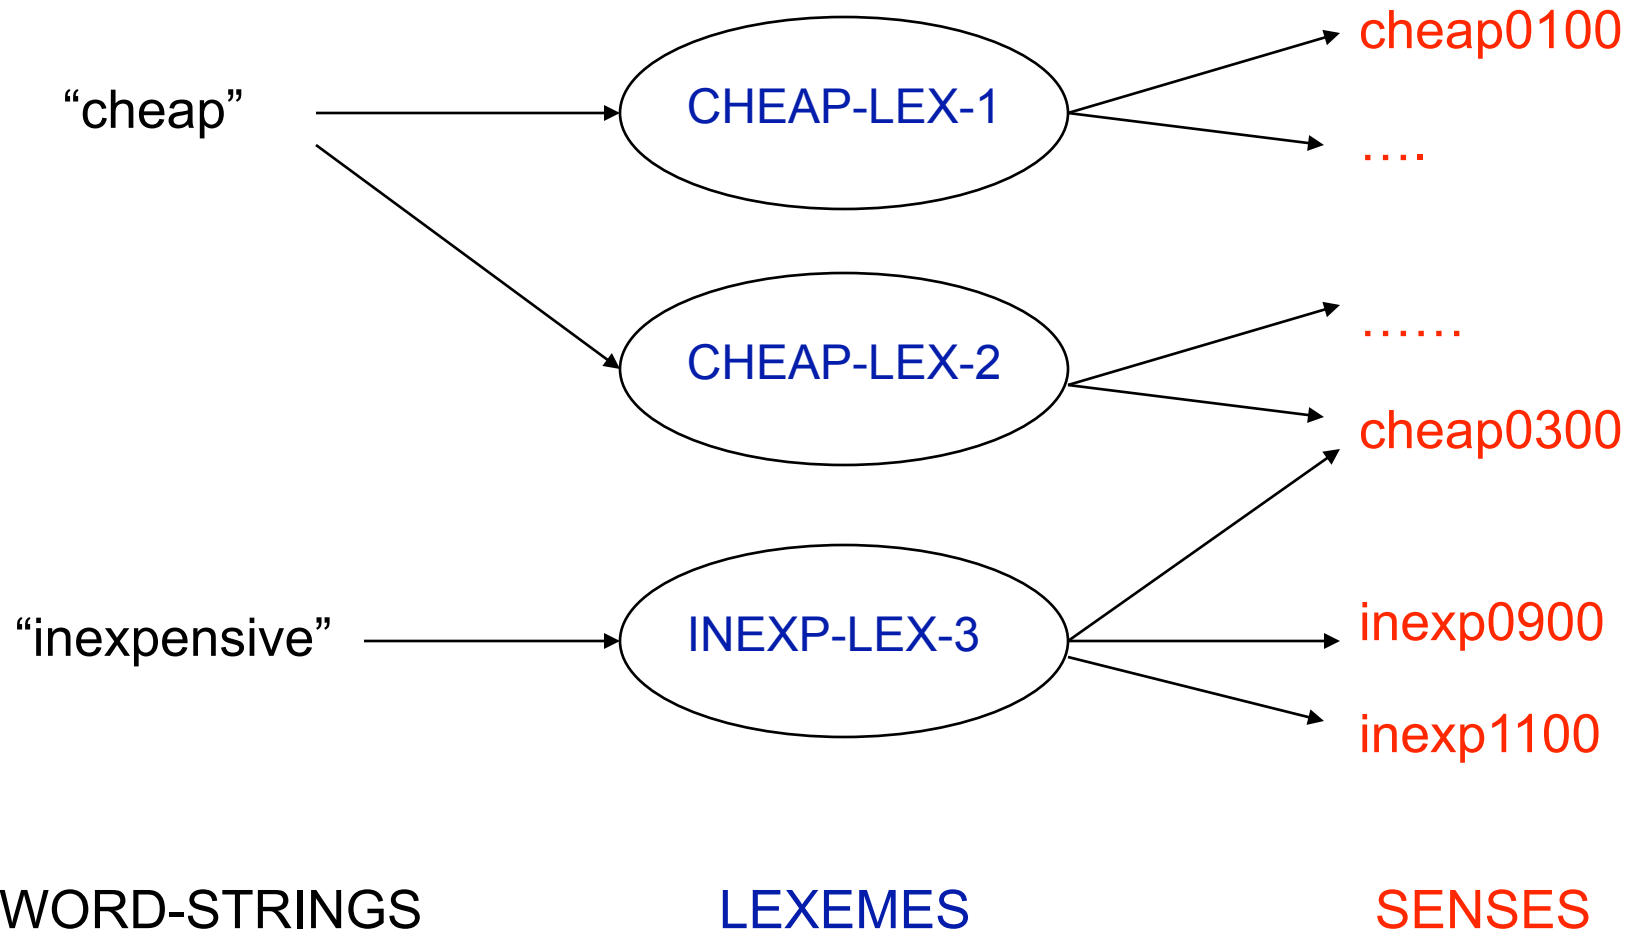 cheap0100
“cheap”
CHEAP-LEX-1
….
……
CHEAP-LEX-2
cheap0300
“inexpensive”
INEXP-LEX-3
inexp0900
inexp1100
WORD-STRINGS
LEXEMES
SENSES